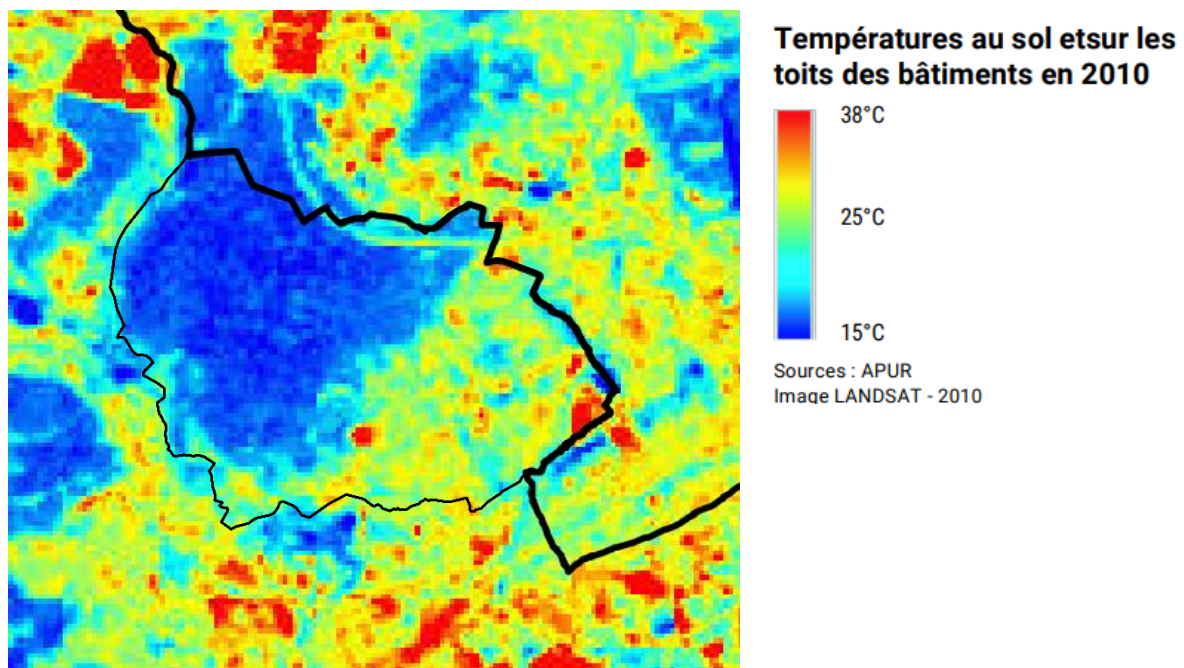 Températures au sol etsur les
toits des bâtiments en 2010
38°C
25°C
15°C
Sources : APUR
Image LANDSAT - 2010